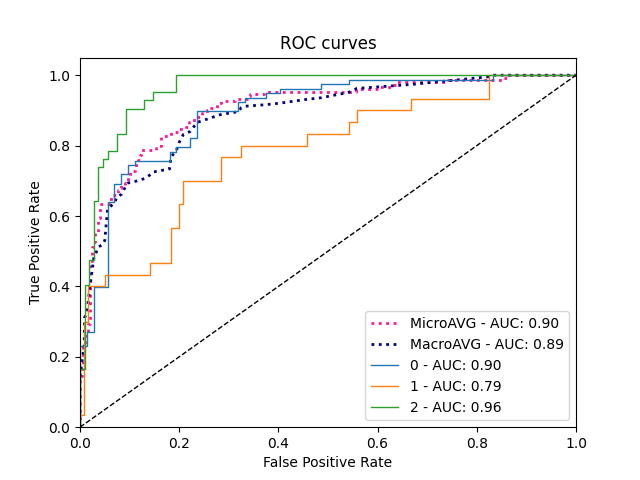 ROC curves
True Positive Rate
1.0
0.8
0.6
0.4
0.2
0.0
MicroAVG - AUC: 0.90
MacroAVG - AUC: 0.89
0 - AUC: 0.90
1 - AUC: 0.79
2 - AUC: 0.96
0.0 0.2 0.4 0.6 0.8 1.0
False Positive Rate